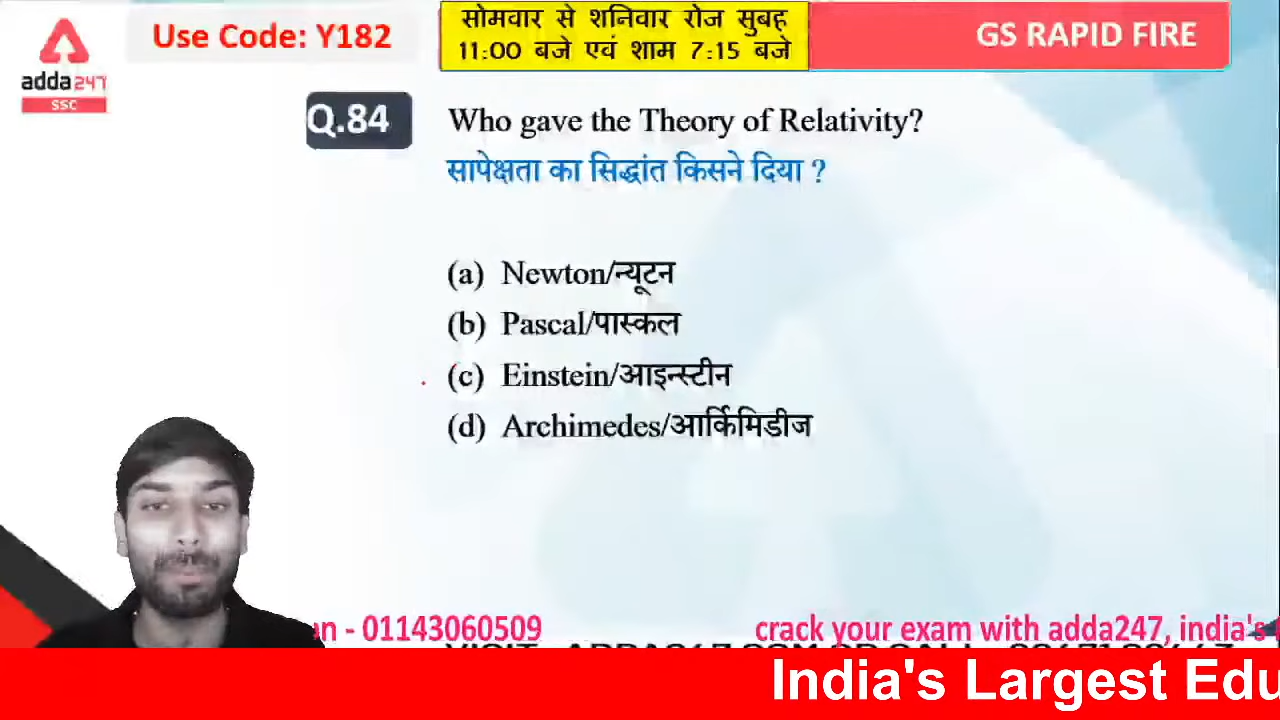 Use Code: Y182
सोमवार से शनिवार रोज सुबह
11:00 बजे एवं शाम 7:15 बजे
GS RAPID FIRE
adda247
SSC
Q.84 Who gave the Theory of Relativity?
सापेक्षता का सिद्धांत किसने दिया ?
(a) Newton/न्यूटन
(b) Pascal/पास्कल
(c) Einstein/आइन्स्टीन
(d) Archimedes/आर्किमिडीज
- 01143060509 crack your exam with adda247, india's
India's Largest Edu